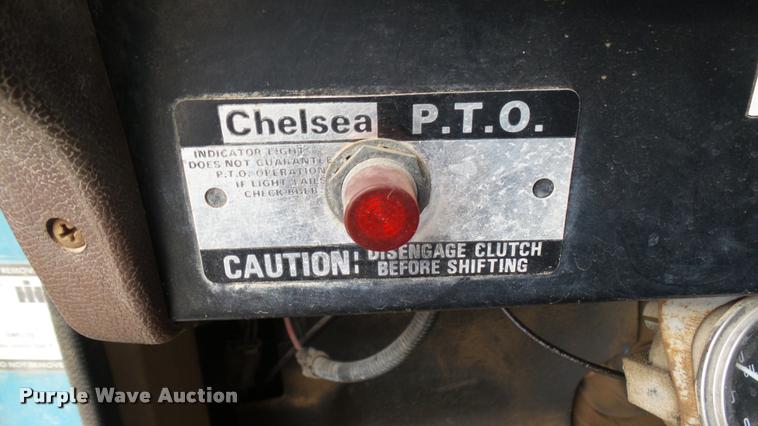 Chelsea P.T.O.
INDICATOR LIGHT
DOES NOT GUARANTEE
P.T.O. OPERATION
IF LIGHT FAILS
CHECK BULB
CAUTION: DISENGAGE CLUTCH
BEFORE SHIFTING
Purple Wave Auction